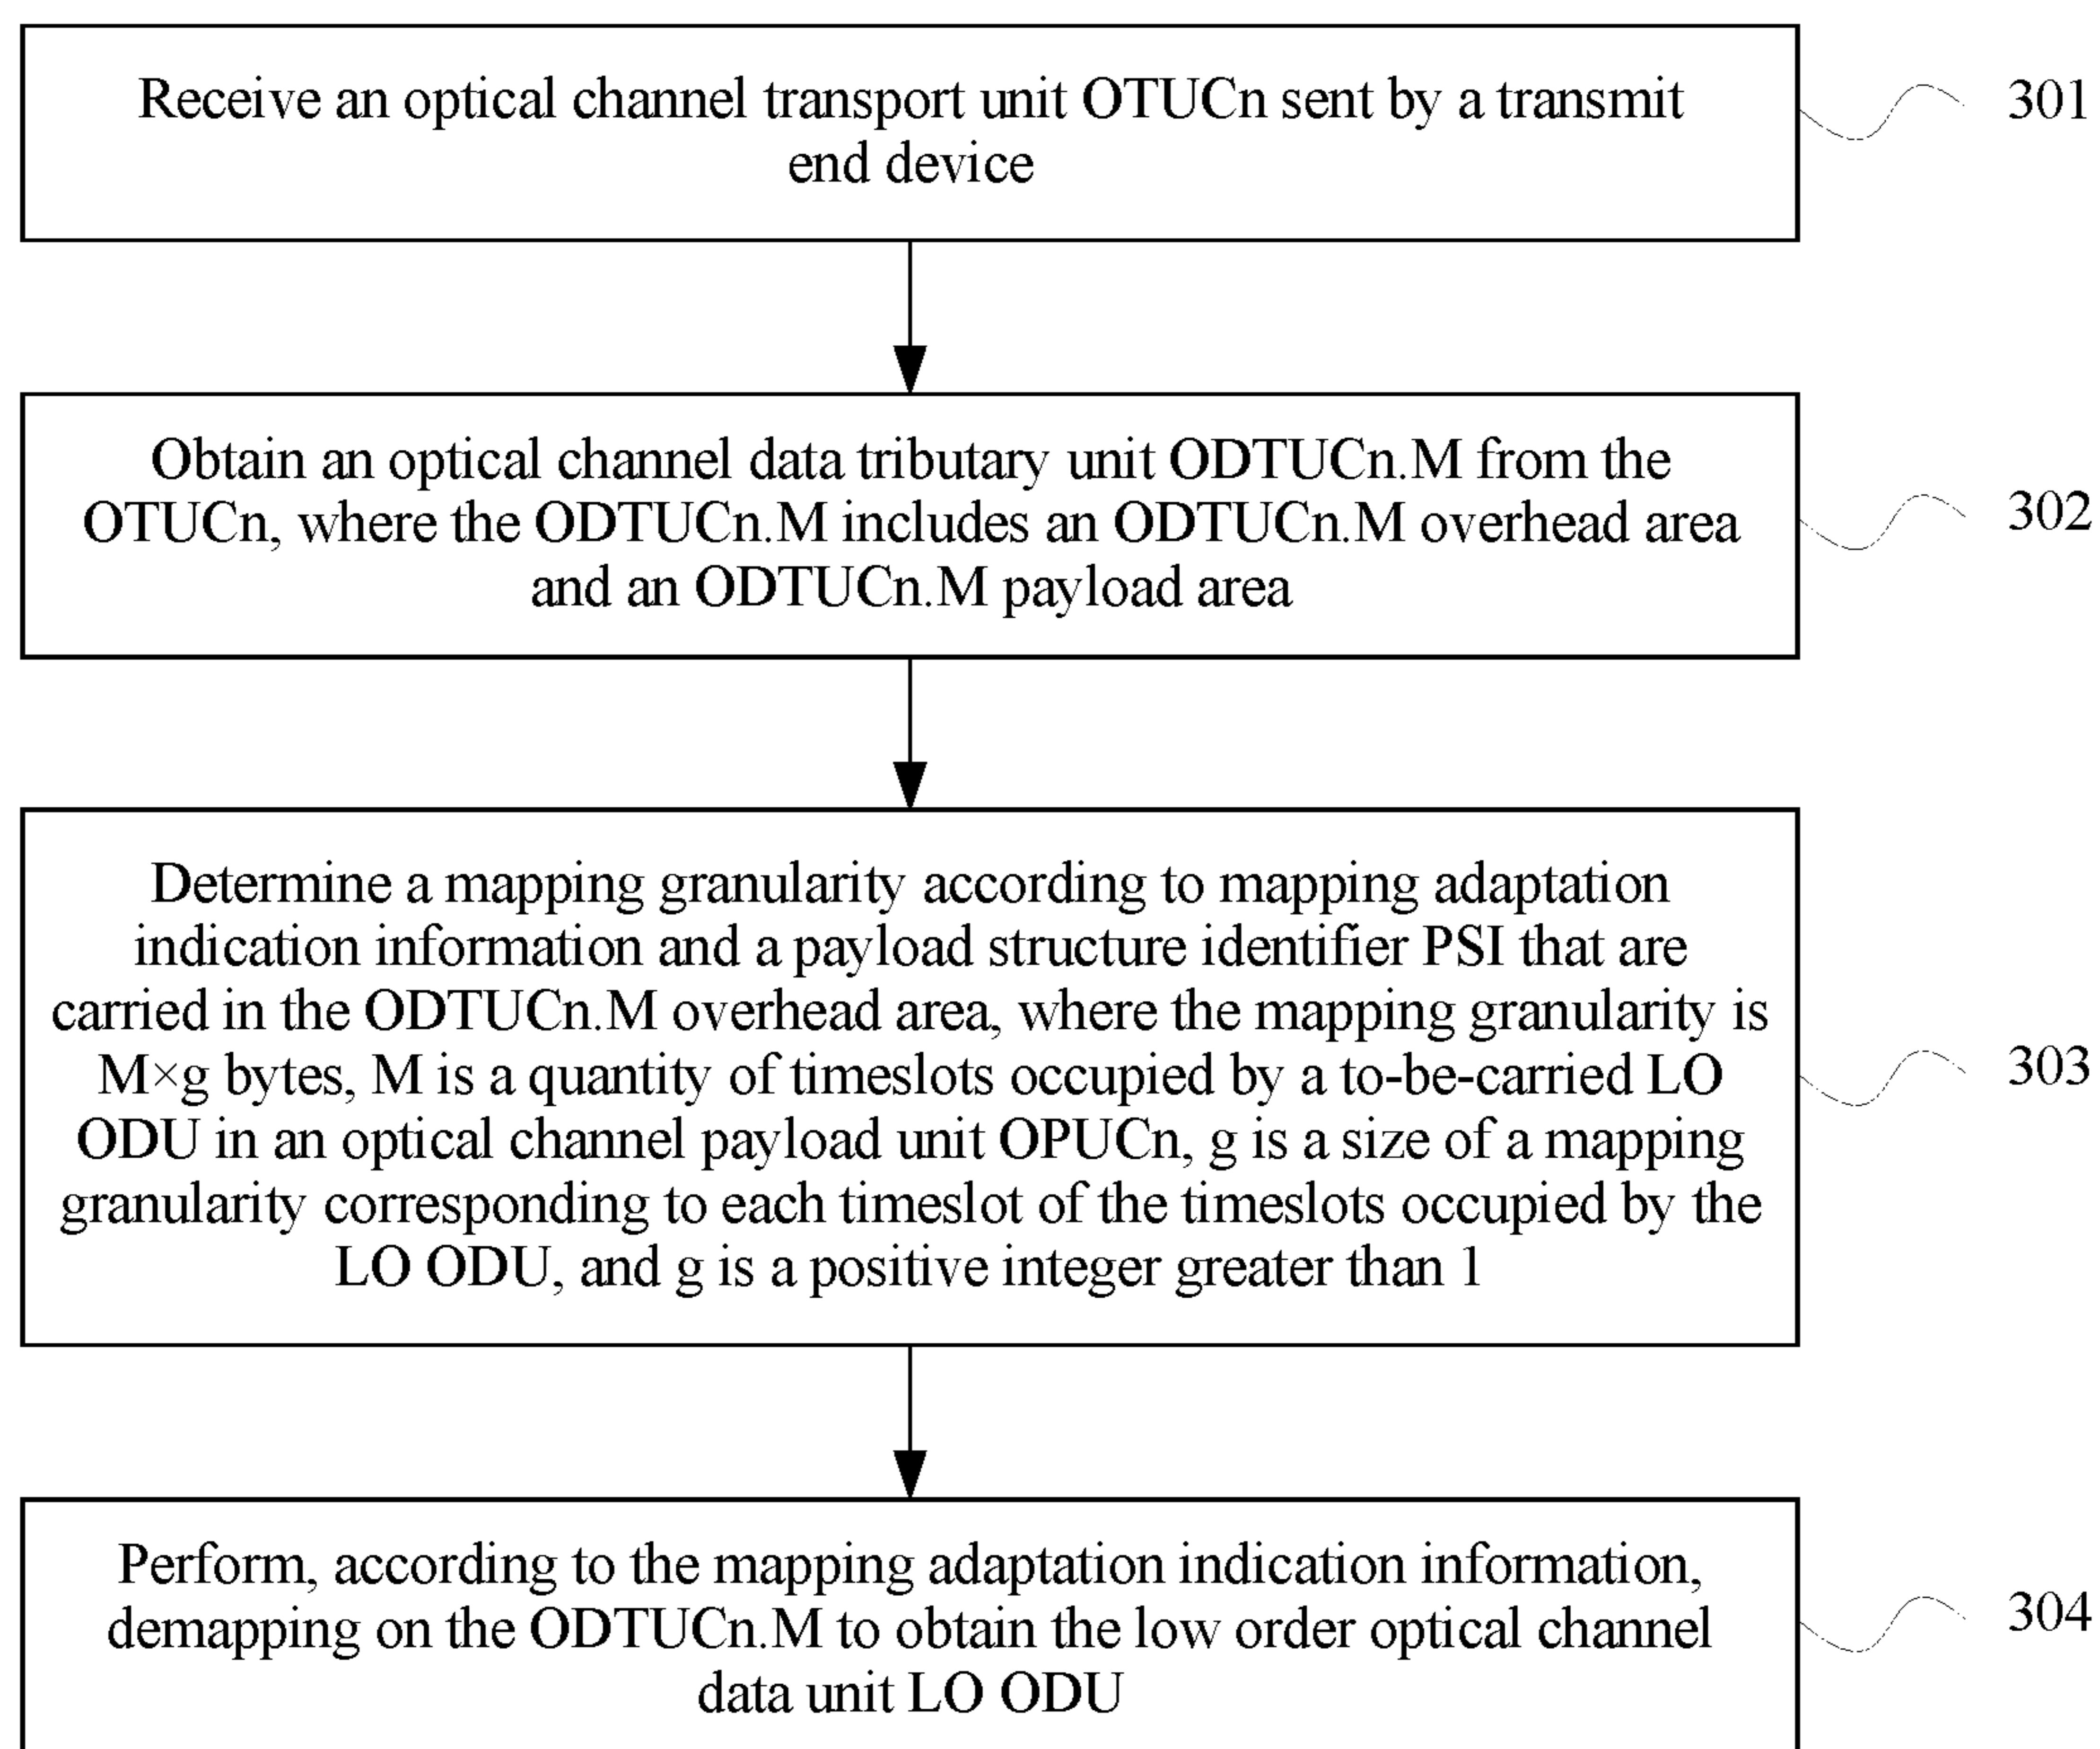 Receive an optical channel transport unit OTUCn sent by a transmit
end device
301
Obtain an optical channel data tributary unit ODTUCn.M from the
OTUCn, where the ODTUCn.M includes an ODTUCn.M overhead area
and an ODTUCn.M payload area
302
Determine a mapping granularity according to mapping adaptation
indication information and a payload structure identifier PSI that are
carried in the ODTUCn.M overhead area, where the mapping granularity is
M×g bytes, M is a quantity of timeslots occupied by a to-be-carried LO
ODU in an optical channel payload unit OPUCn, g is a size of a mapping
granularity corresponding to each timeslot of the timeslots occupied by the
LO ODU, and g is a positive integer greater than 1
303
Perform, according to the mapping adaptation indication information,
demapping on the ODTUCn.M to obtain the low order optical channel
data unit LO ODU
304